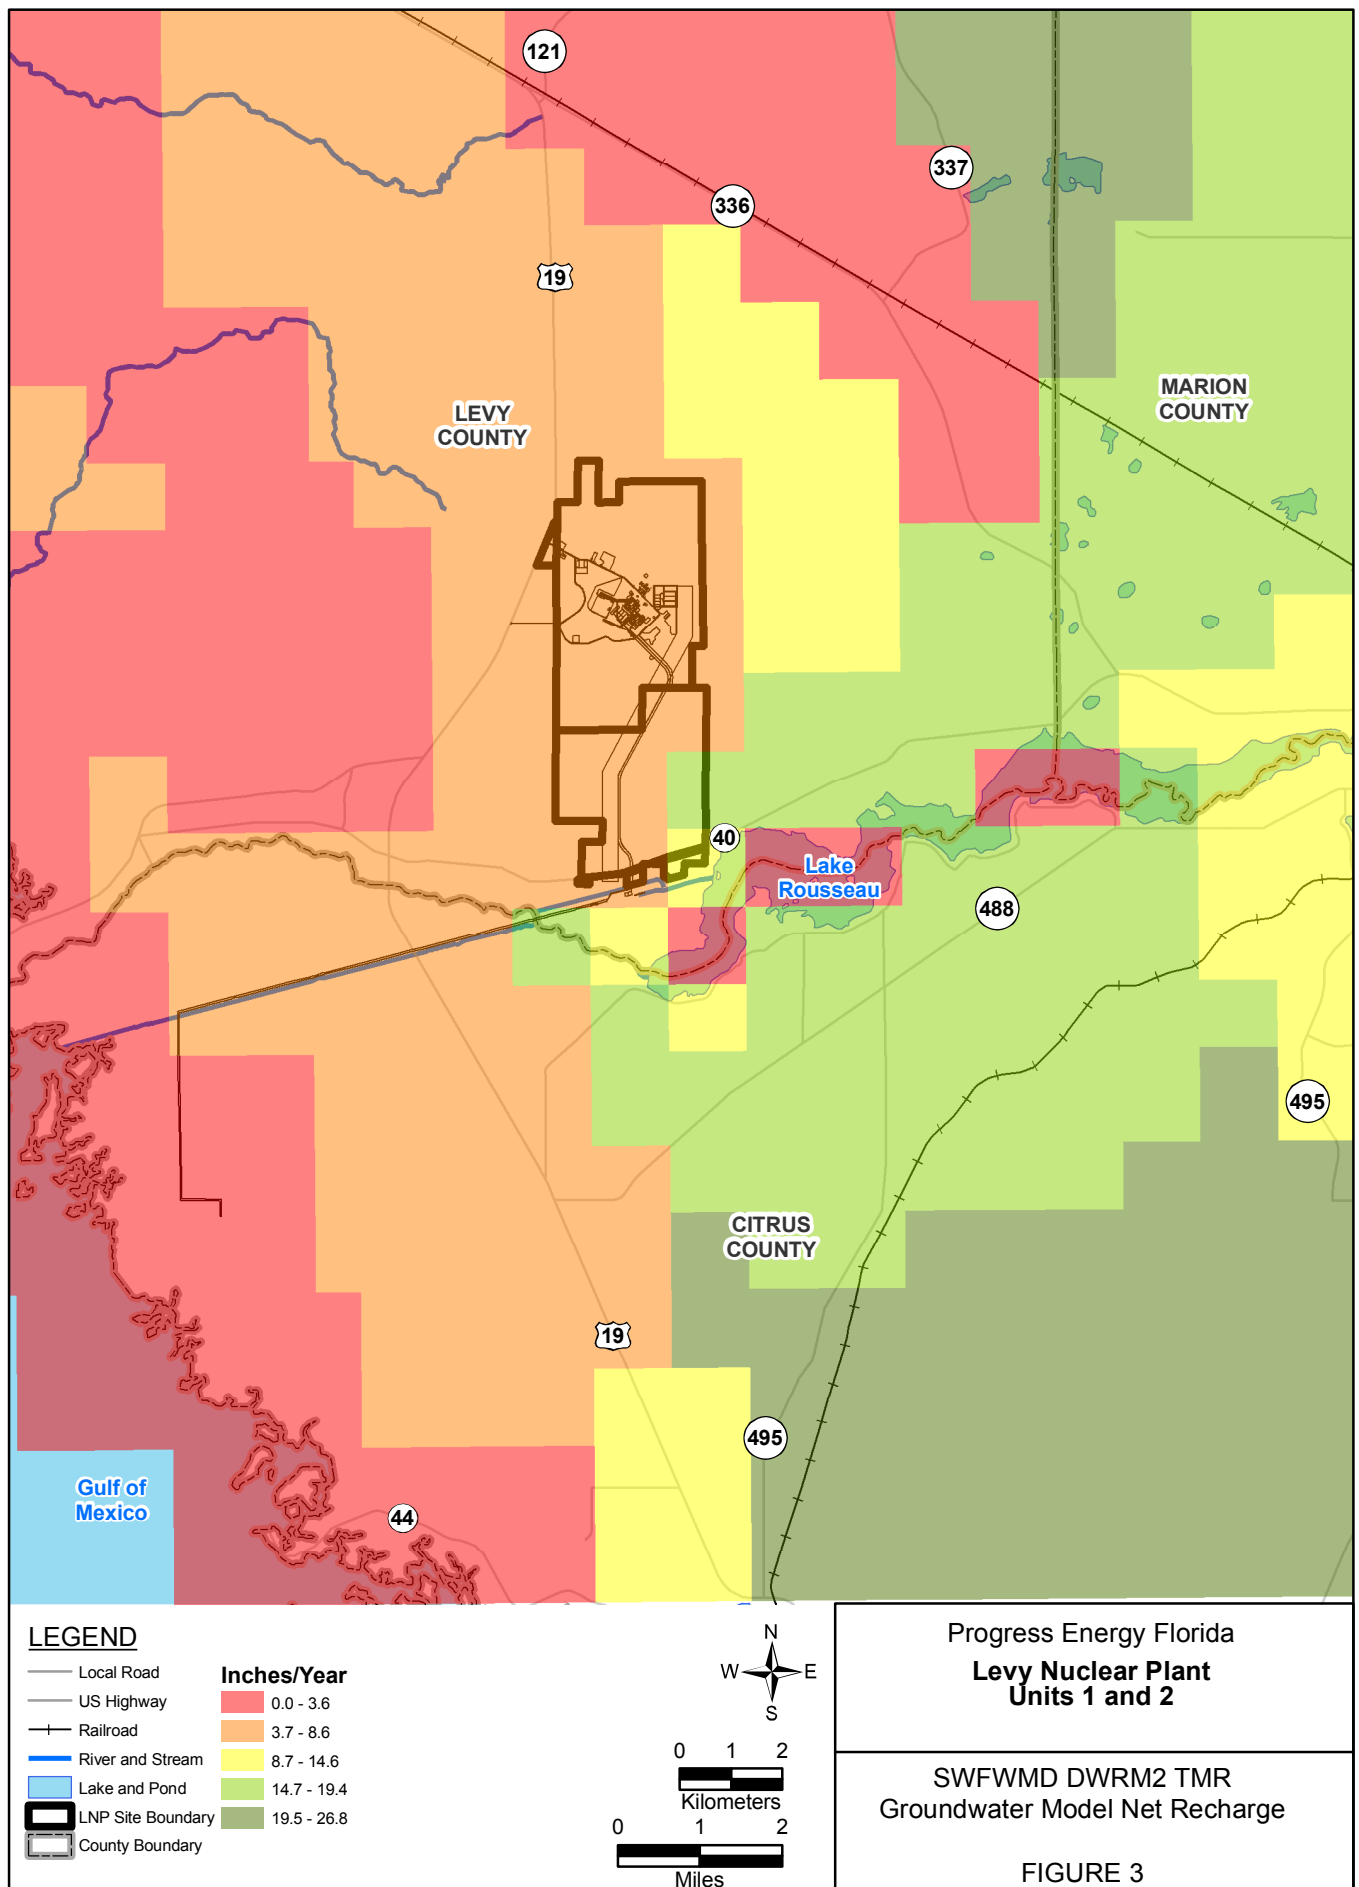 121
337
336
19
MARION
COUNTY
LEVY
COUNTY
40
Lake
Rousseau
488
495
CITRUS
COUNTY
19
495
Gulf of
Mexico
44
LEGEND
Local Road
US Highway
Railroad
River and Stream
Lake and Pond
LNP Site Boundary
County Boundary
Inches/Year
0.0 - 3.6
3.7 - 8.6
8.7 - 14.6
14.7 - 19.4
19.5 - 26.8
N
W E
S
0 1 2
Kilometers
0 1 2
Miles
Progress Energy Florida
Levy Nuclear Plant
Units 1 and 2
SWFWMD DWRM2 TMR
Groundwater Model Net Recharge
FIGURE 3